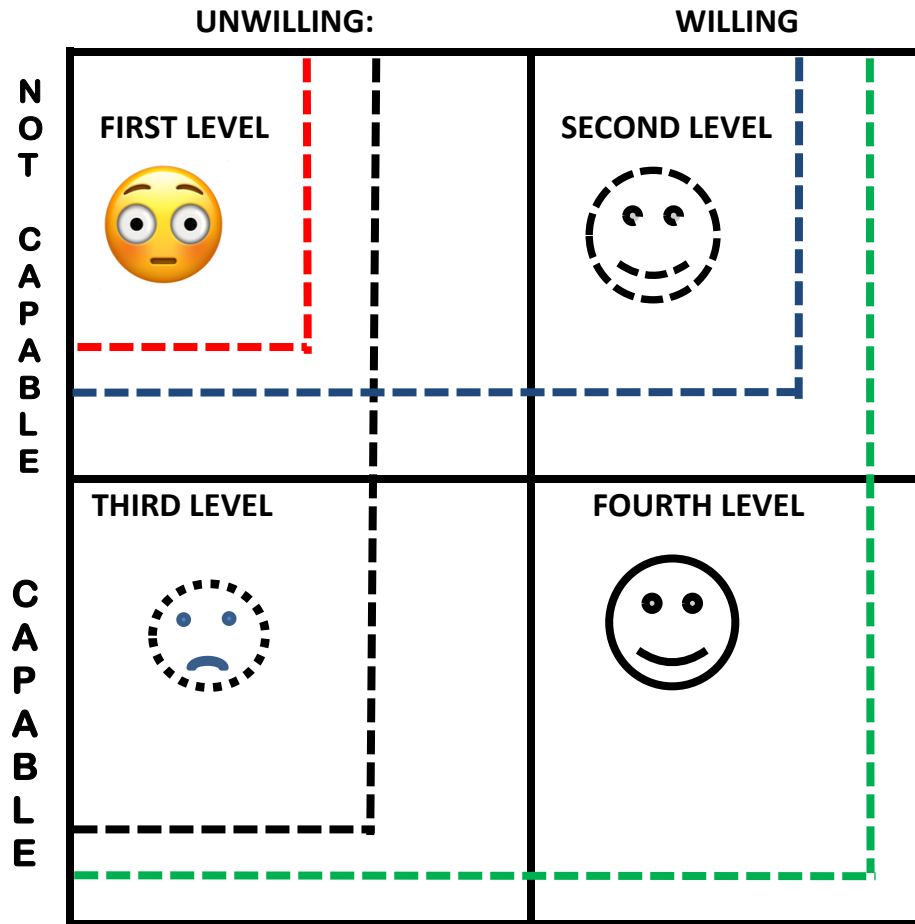 UNWILLING:
WILLING
NOT CAPABLE
FIRST LEVEL
SECOND LEVEL
CAPABLE
THIRD LEVEL
FOURTH LEVEL